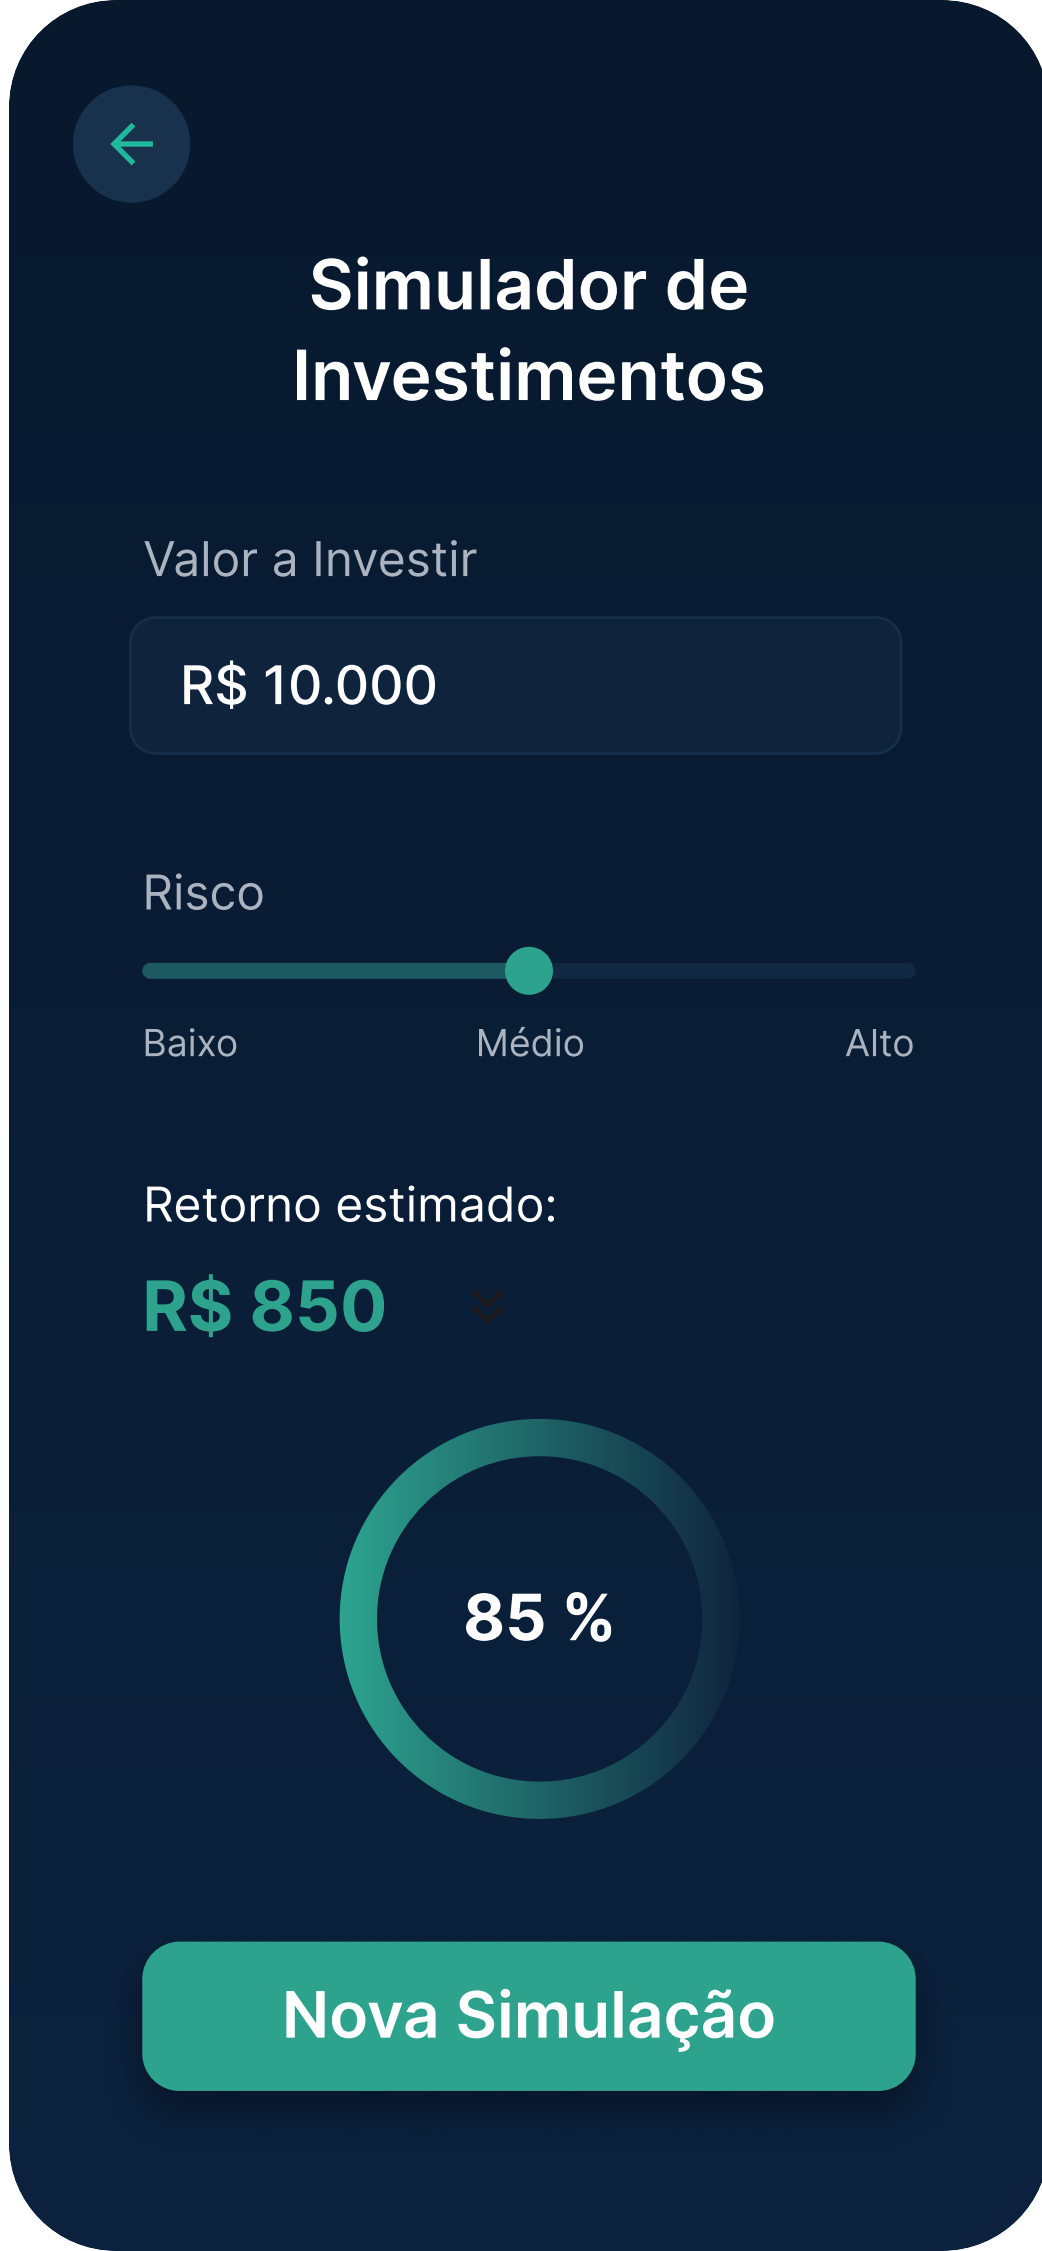 Simulador de
Investimentos
Valor a Investir
R$ 10.000
Risco
Baixo Médio Alto
Retorno estimado:
R$ 850
85 %
Nova Simulação